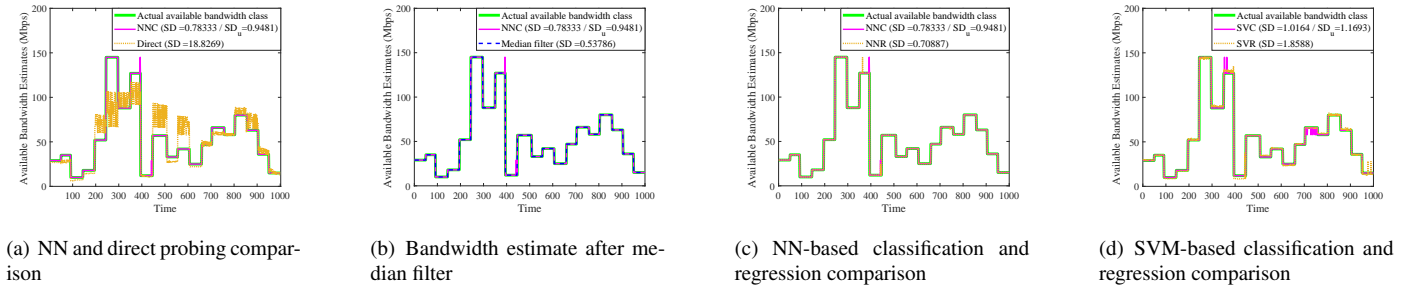 Available Bandwidth Estimates (Mbps)
200
150
100
50
0
Actual available bandwidth class
NNC (SD =0.78333 / SD_u =0.9481)
Direct (SD =18.8269)
100 200 300 400 500 600 700 800 900 1000
Time
(a) NN and direct probing compar-
ison
Available Bandwidth Estimates (Mbps)
200
150
100
50
0
Actual available bandwidth class
NNC (SD =0.78333 / SD_u =0.9481)
Median filter (SD =0.53786)
0 100 200 300 400 500 600 700 800 900 1000
Time
(b) Bandwidth estimate after me-
dian filter
Available Bandwidth Estimates (Mbps)
200
150
100
50
0
Actual available bandwidth class
NNC (SD =0.78333 / SD_u =0.9481)
NNR (SD =0.70887)
0 100 200 300 400 500 600 700 800 900 1000
Time
(c) NN-based classification and
regression comparison
Available Bandwidth Estimates (Mbps)
200
150
100
50
0
Actual available bandwidth class
SVC (SD =1.0164 / SD_u =1.1693)
SVR (SD =1.8588)
0 100 200 300 400 500 600 700 800 900 1000
Time
(d) SVM-based classification and
regression comparison